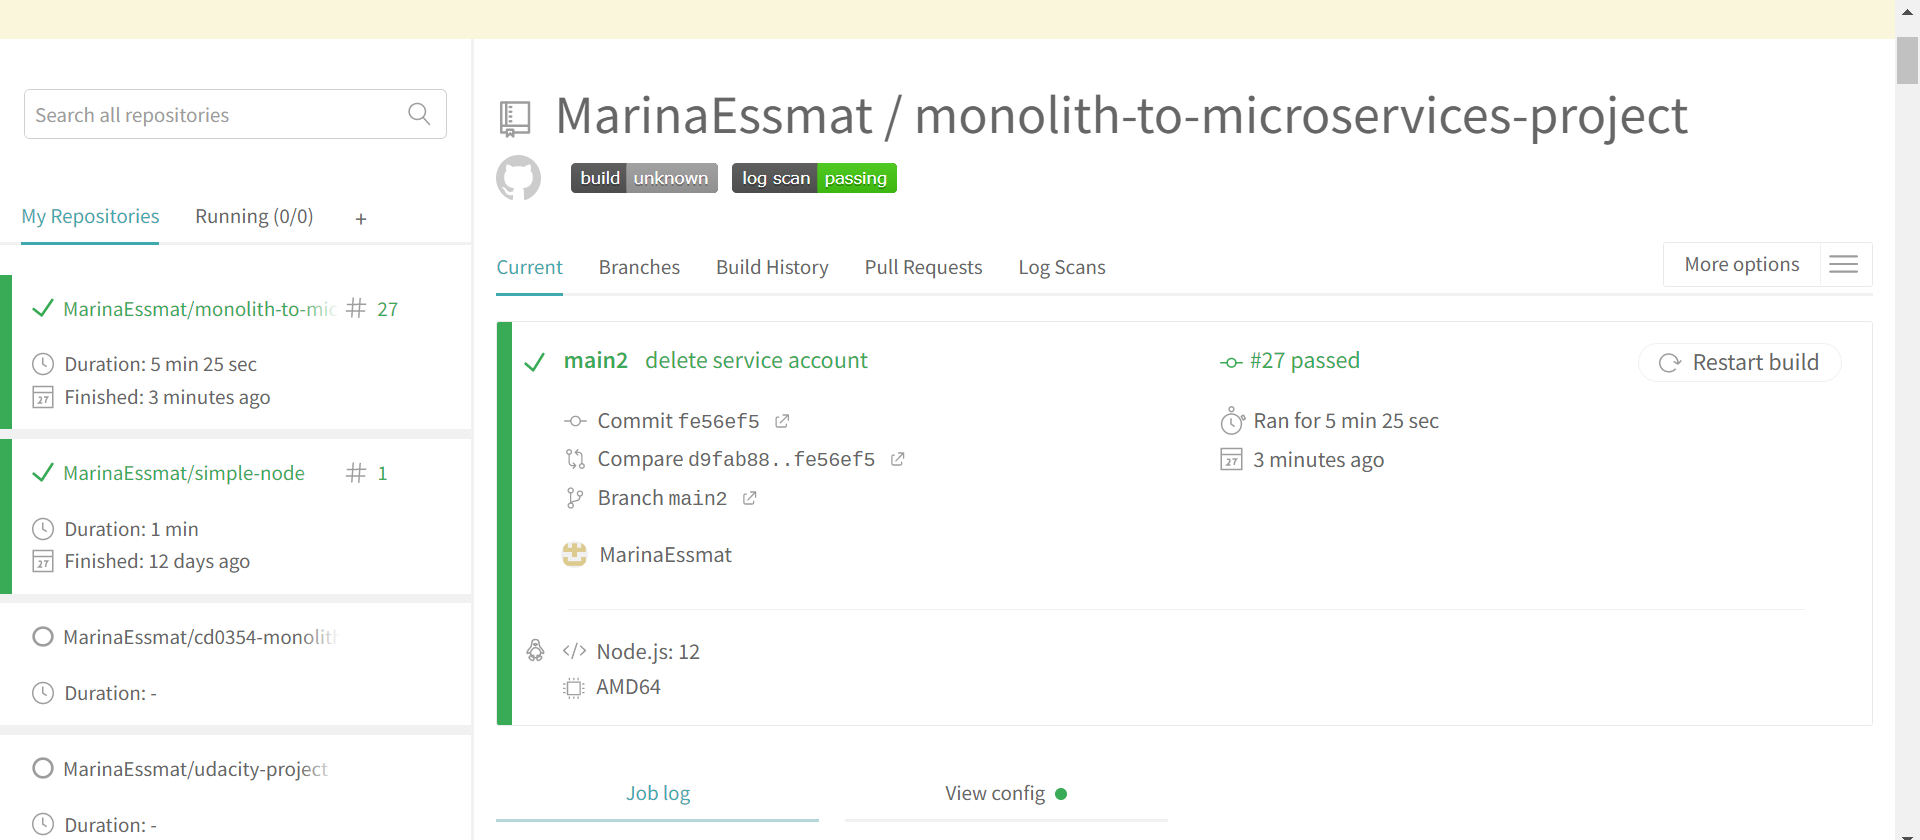 Search all repositories
My Repositories Running (0/0) +
MarinaEssmat/monolith-to-mic # 27
Duration: 5 min 25 sec
27 Finished: 3 minutes ago
MarinaEssmat/simple-node # 1
Duration: 1 min
27 Finished: 12 days ago
MarinaEssmat/cd0354-monolith
Duration: -
MarinaEssmat/udacity-project
Duration: -
MarinaEssmat / monolith-to-microservices-project
build unknown log scan passing
Current Branches Build History Pull Requests Log Scans More options
main2 delete service account #27 passed Restart build
Commit fe56ef5 Ran for 5 min 25 sec
Compare d9fab88..fe56ef5 27 3 minutes ago
Branch main2
MarinaEssmat
</> Node.js: 12
AMD64
Job log View config